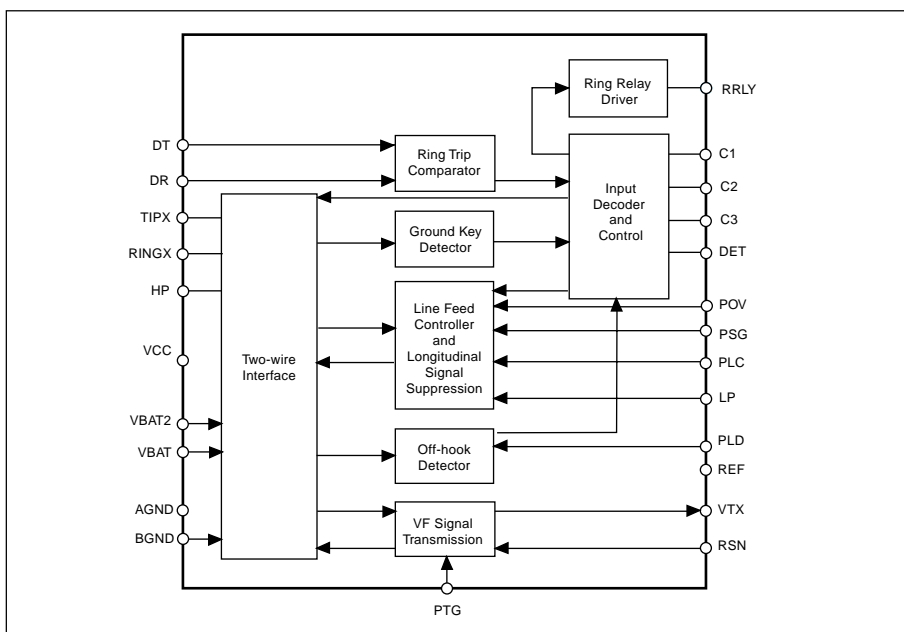 Ring Relay
Driver
RRLY
DT
Ring Trip
Comparator
C1
DR
Input
Decoder
and
Control
C2
TIPX
C3
RINGX
Ground Key
Detector
DET
HP
Line Feed
Controller
and
Longitudinal
Signal
Suppression
POV
PSG
VCC
Two-wire
Interface
PLC
LP
VBAT2
VBAT
Off-hook
Detector
PLD
REF
AGND
VF Signal
Transmission
VTX
BGND
RSN
PTG